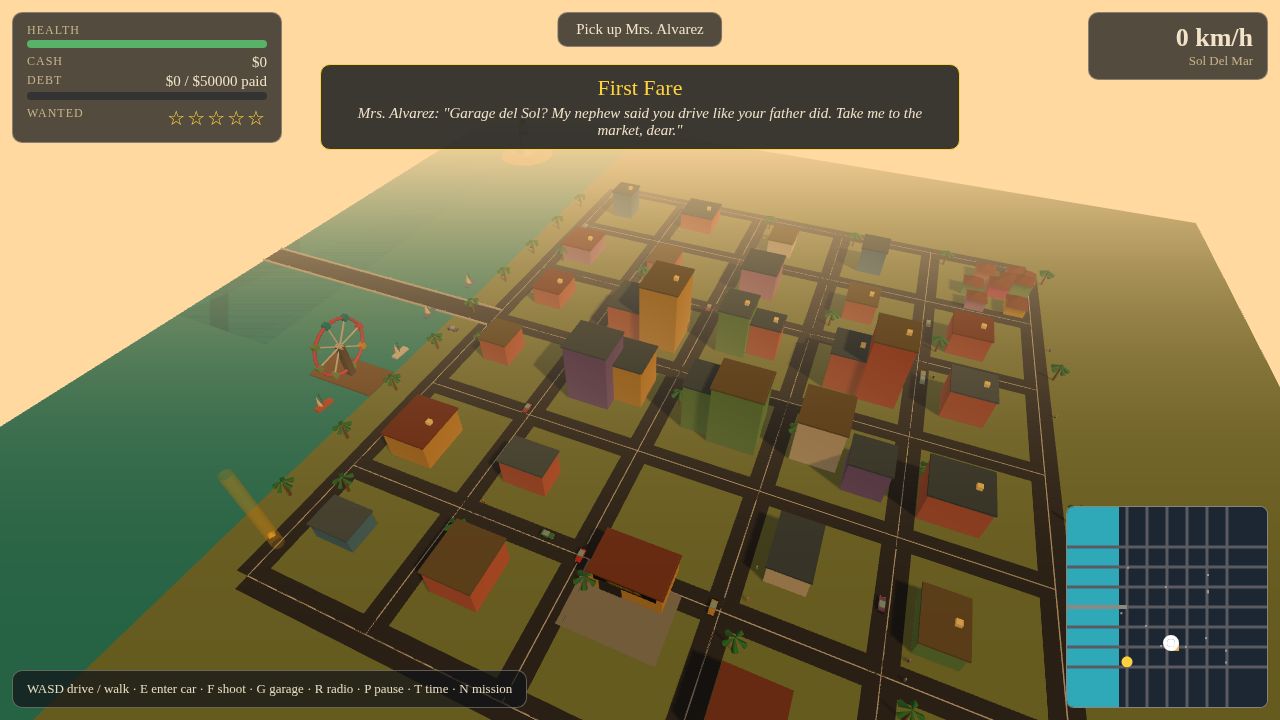 HEALTH
CASH $0
DEBT $0 / $50000 paid
WANTED ☆☆☆☆☆
Pick up Mrs. Alvarez
First Fare
Mrs. Alvarez: "Garage del Sol? My nephew said you drive like your father did. Take me to the
market, dear."
0 km/h
Sol Del Mar
WASD drive / walk · E enter car · F shoot · G garage · R radio · P pause · T time · N mission